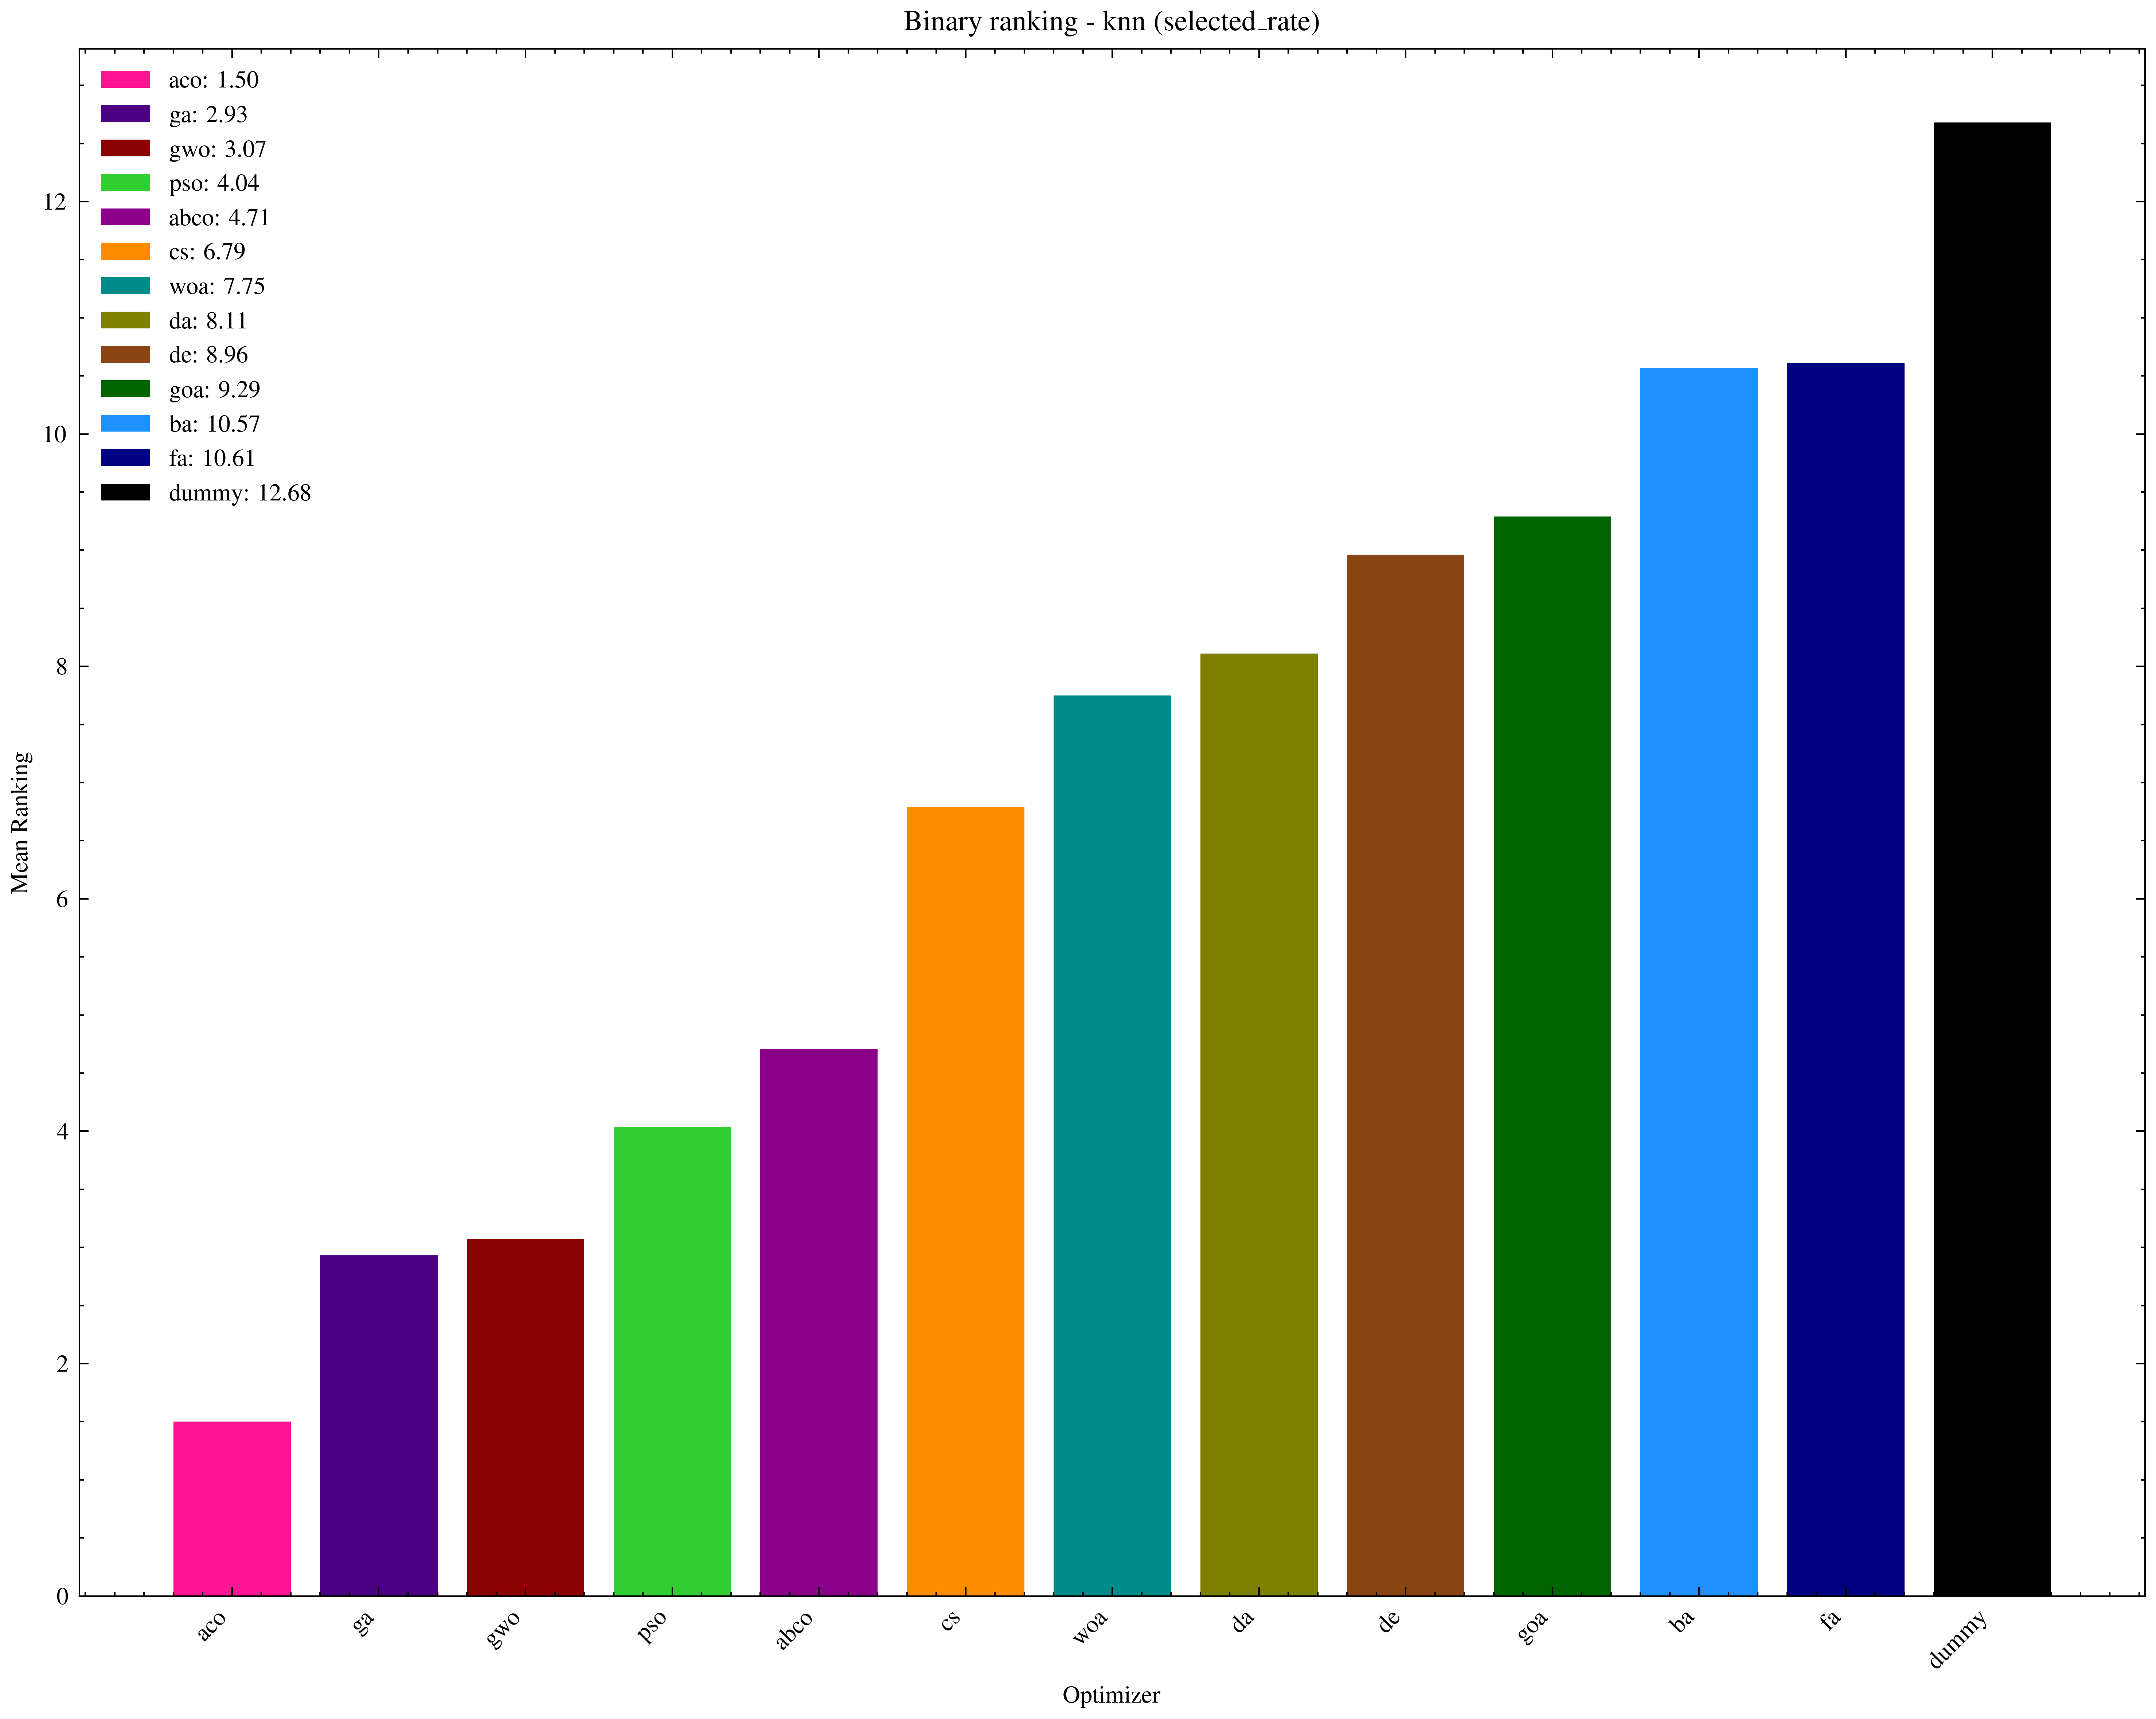 Binary ranking - knn (selected_rate)
aco: 1.50
ga: 2.93
gwo: 3.07
pso: 4.04
abco: 4.71
cs: 6.79
woa: 7.75
da: 8.11
de: 8.96
goa: 9.29
ba: 10.57
fa: 10.61
dummy: 12.68
12
10
8
6
4
2
0
Mean Ranking
aco ga gwo pso abco cs woa da de goa ba fa dummy
Optimizer